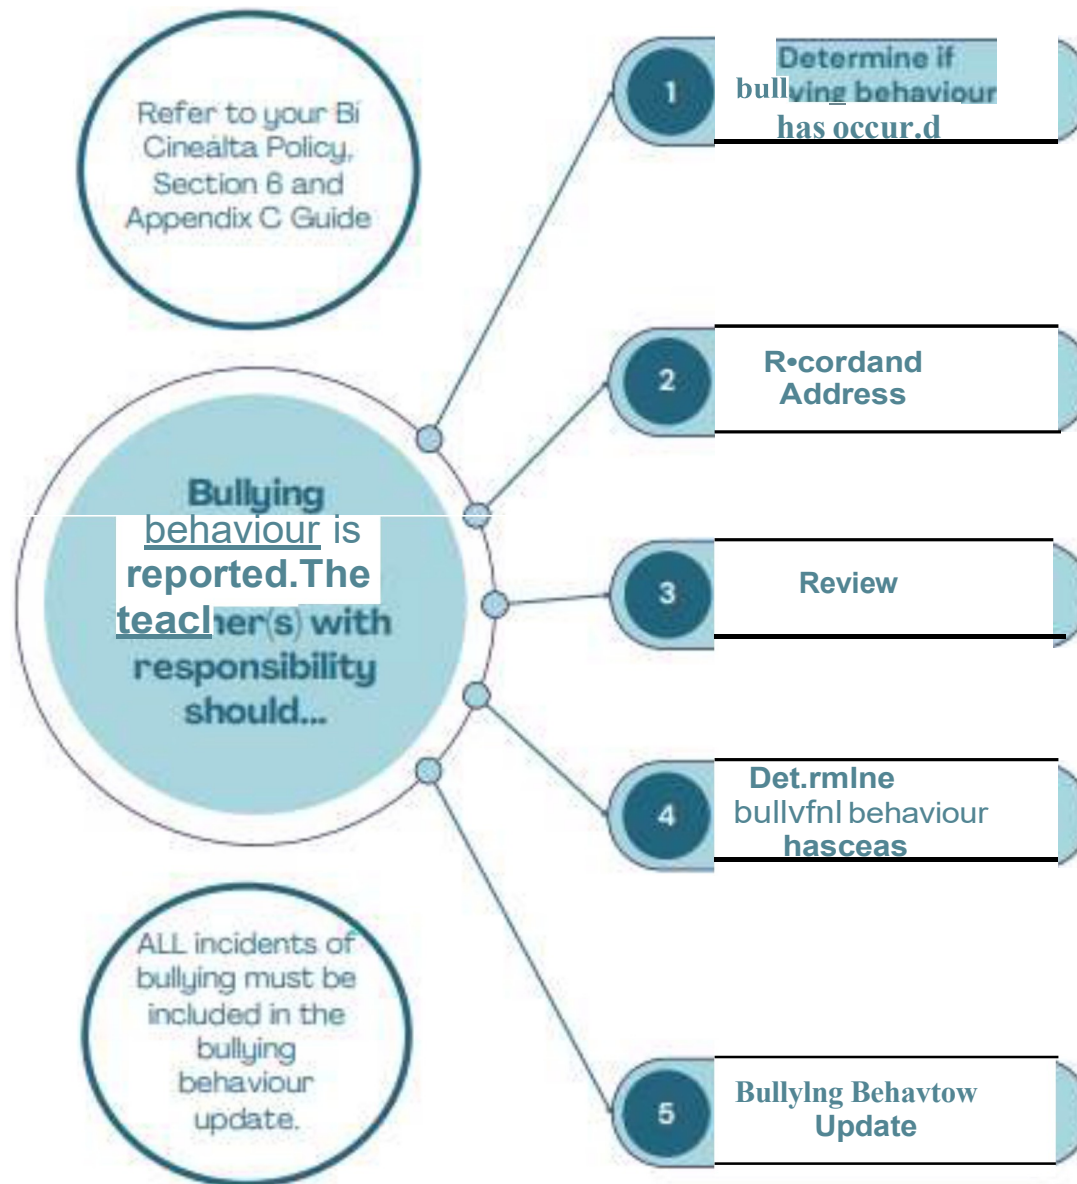 Refer to your Bí
Cineálta Policy,
Section 6 and
Appendix C Guide
1
Determine if
bullying behaviour
has occur.d
2
R•cordand
Address
Bullying
behaviour is
reported.The
teaclher(s) with
responsibility
should...
3
Review
4
Det.rmlne
bullvfnl behaviour
hasceas
ALL incidents of
bullying must be
included in the
bullying
behaviour
update.
5
Bullylng Behavtow
Update